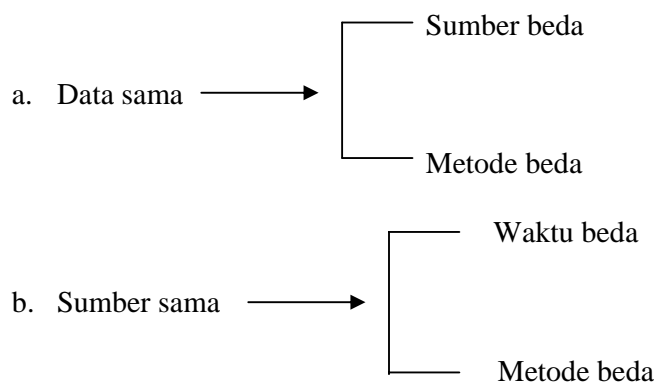 Sumber beda
a. Data sama
Metode beda
Waktu beda
b. Sumber sama
Metode beda